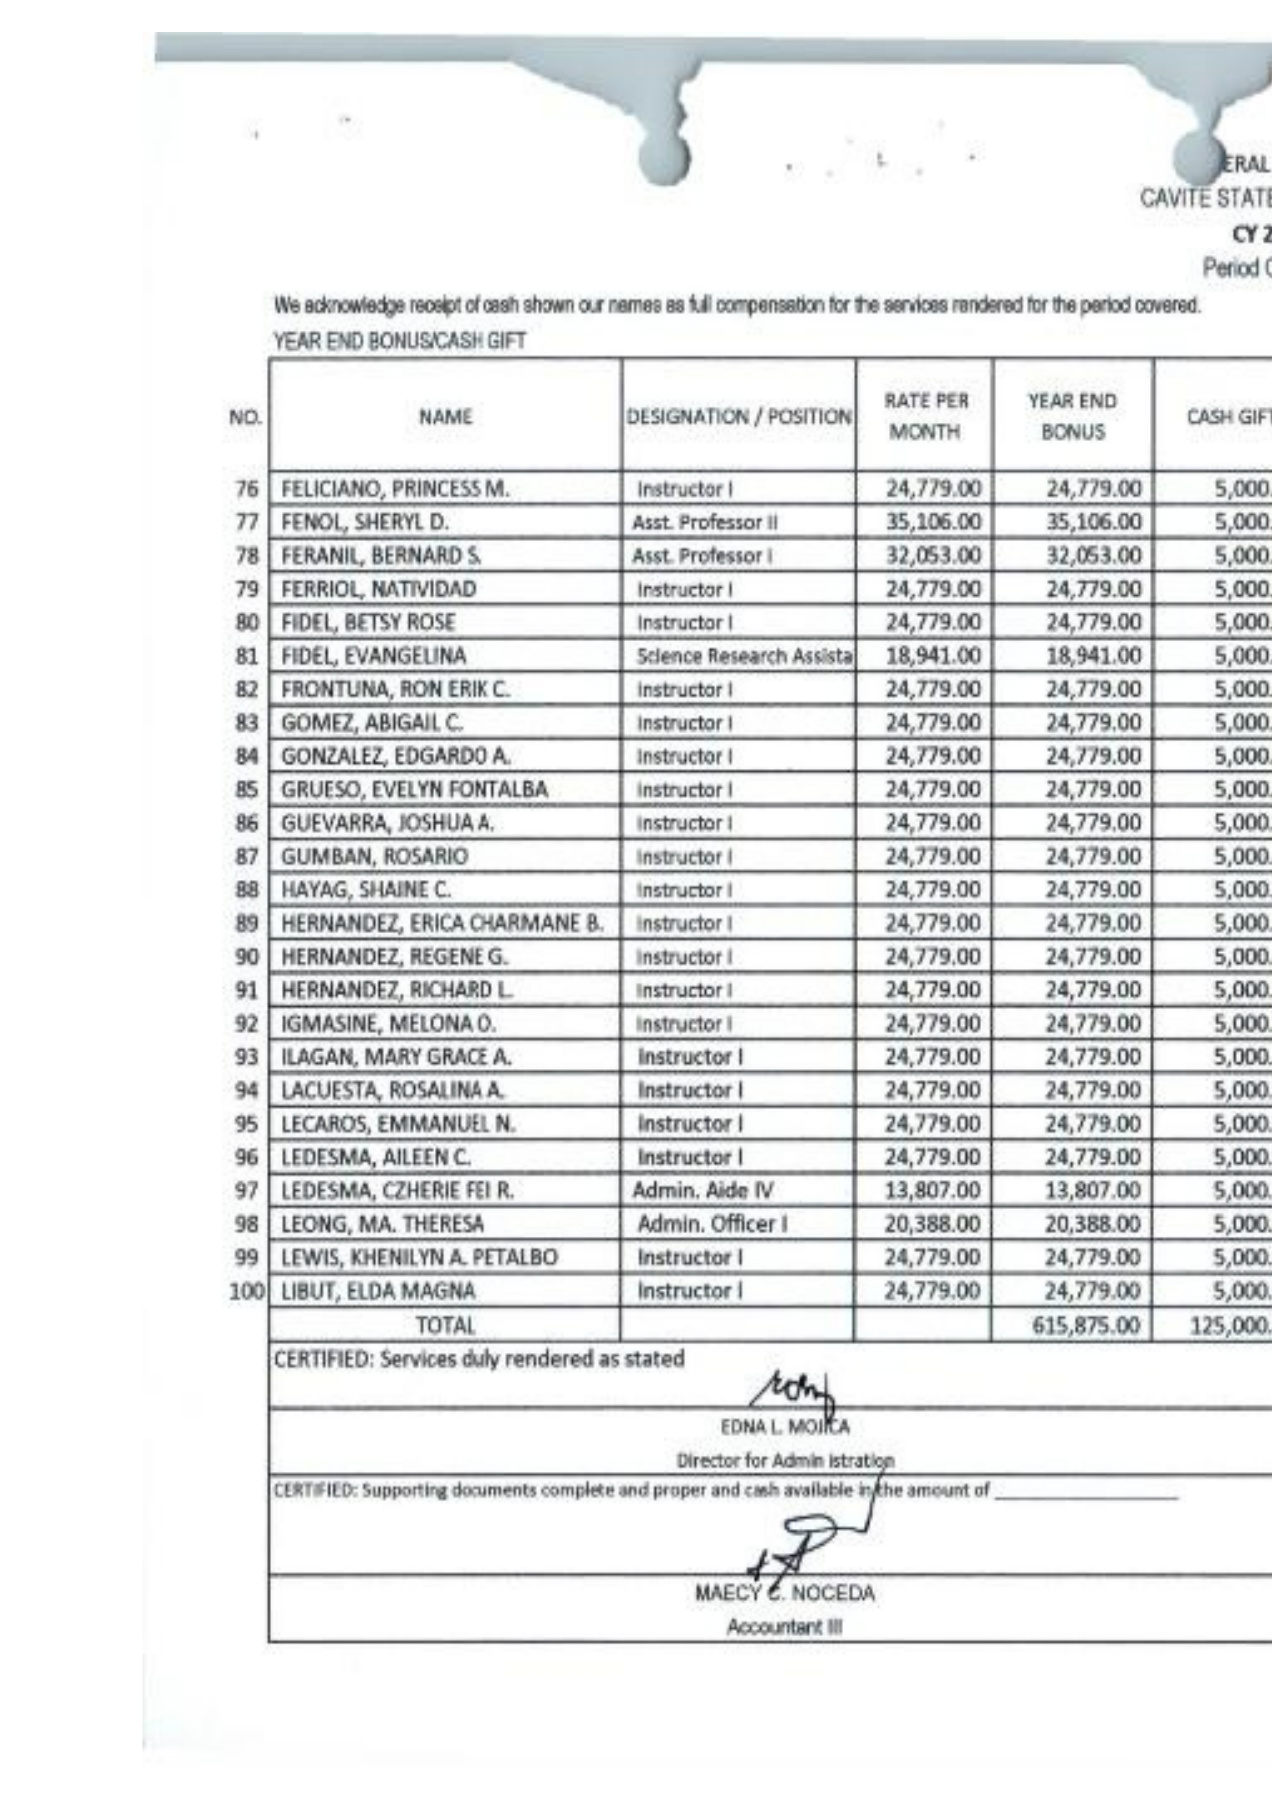 ERAL
CAVITE STATE
CY 2
Period C
We acknowledge receipt of cash shown our names as full compensation for the services rendered for the period covered.
YEAR END BONUS/CASH GIFT
NO. NAME DESIGNATION / POSITION RATE PER MONTH YEAR END BONUS CASH GIFT
76 FELICIANO, PRINCESS M. Instructor I 24,779.00 24,779.00 5,000.
77 FENOL, SHERYL D. Asst. Professor II 35,106.00 35,106.00 5,000.
78 FERANIL, BERNARD S. Asst. Professor I 32,053.00 32,053.00 5,000.
79 FERRIOL, NATIVIDAD Instructor I 24,779.00 24,779.00 5,000.
80 FIDEL, BETSY ROSE Instructor I 24,779.00 24,779.00 5,000.
81 FIDEL, EVANGELINA Science Research Assista 18,941.00 18,941.00 5,000.
82 FRONTUNA, RON ERIK C. Instructor I 24,779.00 24,779.00 5,000.
83 GOMEZ, ABIGAIL C. Instructor I 24,779.00 24,779.00 5,000.
84 GONZALEZ, EDGARDO A. Instructor I 24,779.00 24,779.00 5,000.
85 GRUESO, EVELYN FONTALBA Instructor I 24,779.00 24,779.00 5,000.
86 GUEVARRA, JOSHUA A. Instructor I 24,779.00 24,779.00 5,000.
87 GUMBAN, ROSARIO Instructor I 24,779.00 24,779.00 5,000.
88 HAYAG, SHAINE C. Instructor I 24,779.00 24,779.00 5,000.
89 HERNANDEZ, ERICA CHARMANE B. Instructor I 24,779.00 24,779.00 5,000.
90 HERNANDEZ, REGENE G. Instructor I 24,779.00 24,779.00 5,000.
91 HERNANDEZ, RICHARD L. Instructor I 24,779.00 24,779.00 5,000.
92 IGMASINE, MELONA O. Instructor I 24,779.00 24,779.00 5,000.
93 ILAGAN, MARY GRACE A. Instructor I 24,779.00 24,779.00 5,000.
94 LACUESTA, ROSALINA A. Instructor I 24,779.00 24,779.00 5,000.
95 LECAROS, EMMANUEL N. Instructor I 24,779.00 24,779.00 5,000.
96 LEDESMA, AILEEN C. Instructor I 24,779.00 24,779.00 5,000.
97 LEDESMA, CZHERIE FEI R. Admin. Aide IV 13,807.00 13,807.00 5,000.
98 LEONG, MA. THERESA Admin. Officer I 20,388.00 20,388.00 5,000.
99 LEWIS, KHENILYN A. PETALBO Instructor I 24,779.00 24,779.00 5,000.
100 LIBUT, ELDA MAGNA Instructor I 24,779.00 24,779.00 5,000.
TOTAL 615,875.00 125,000.
CERTIFIED: Services duly rendered as stated
EDNA L. MOJICA
Director for Admin istration
CERTIFIED: Supporting documents complete and proper and cash available in the amount of ____________________
MAECY C. NOCEDA
Accountant III